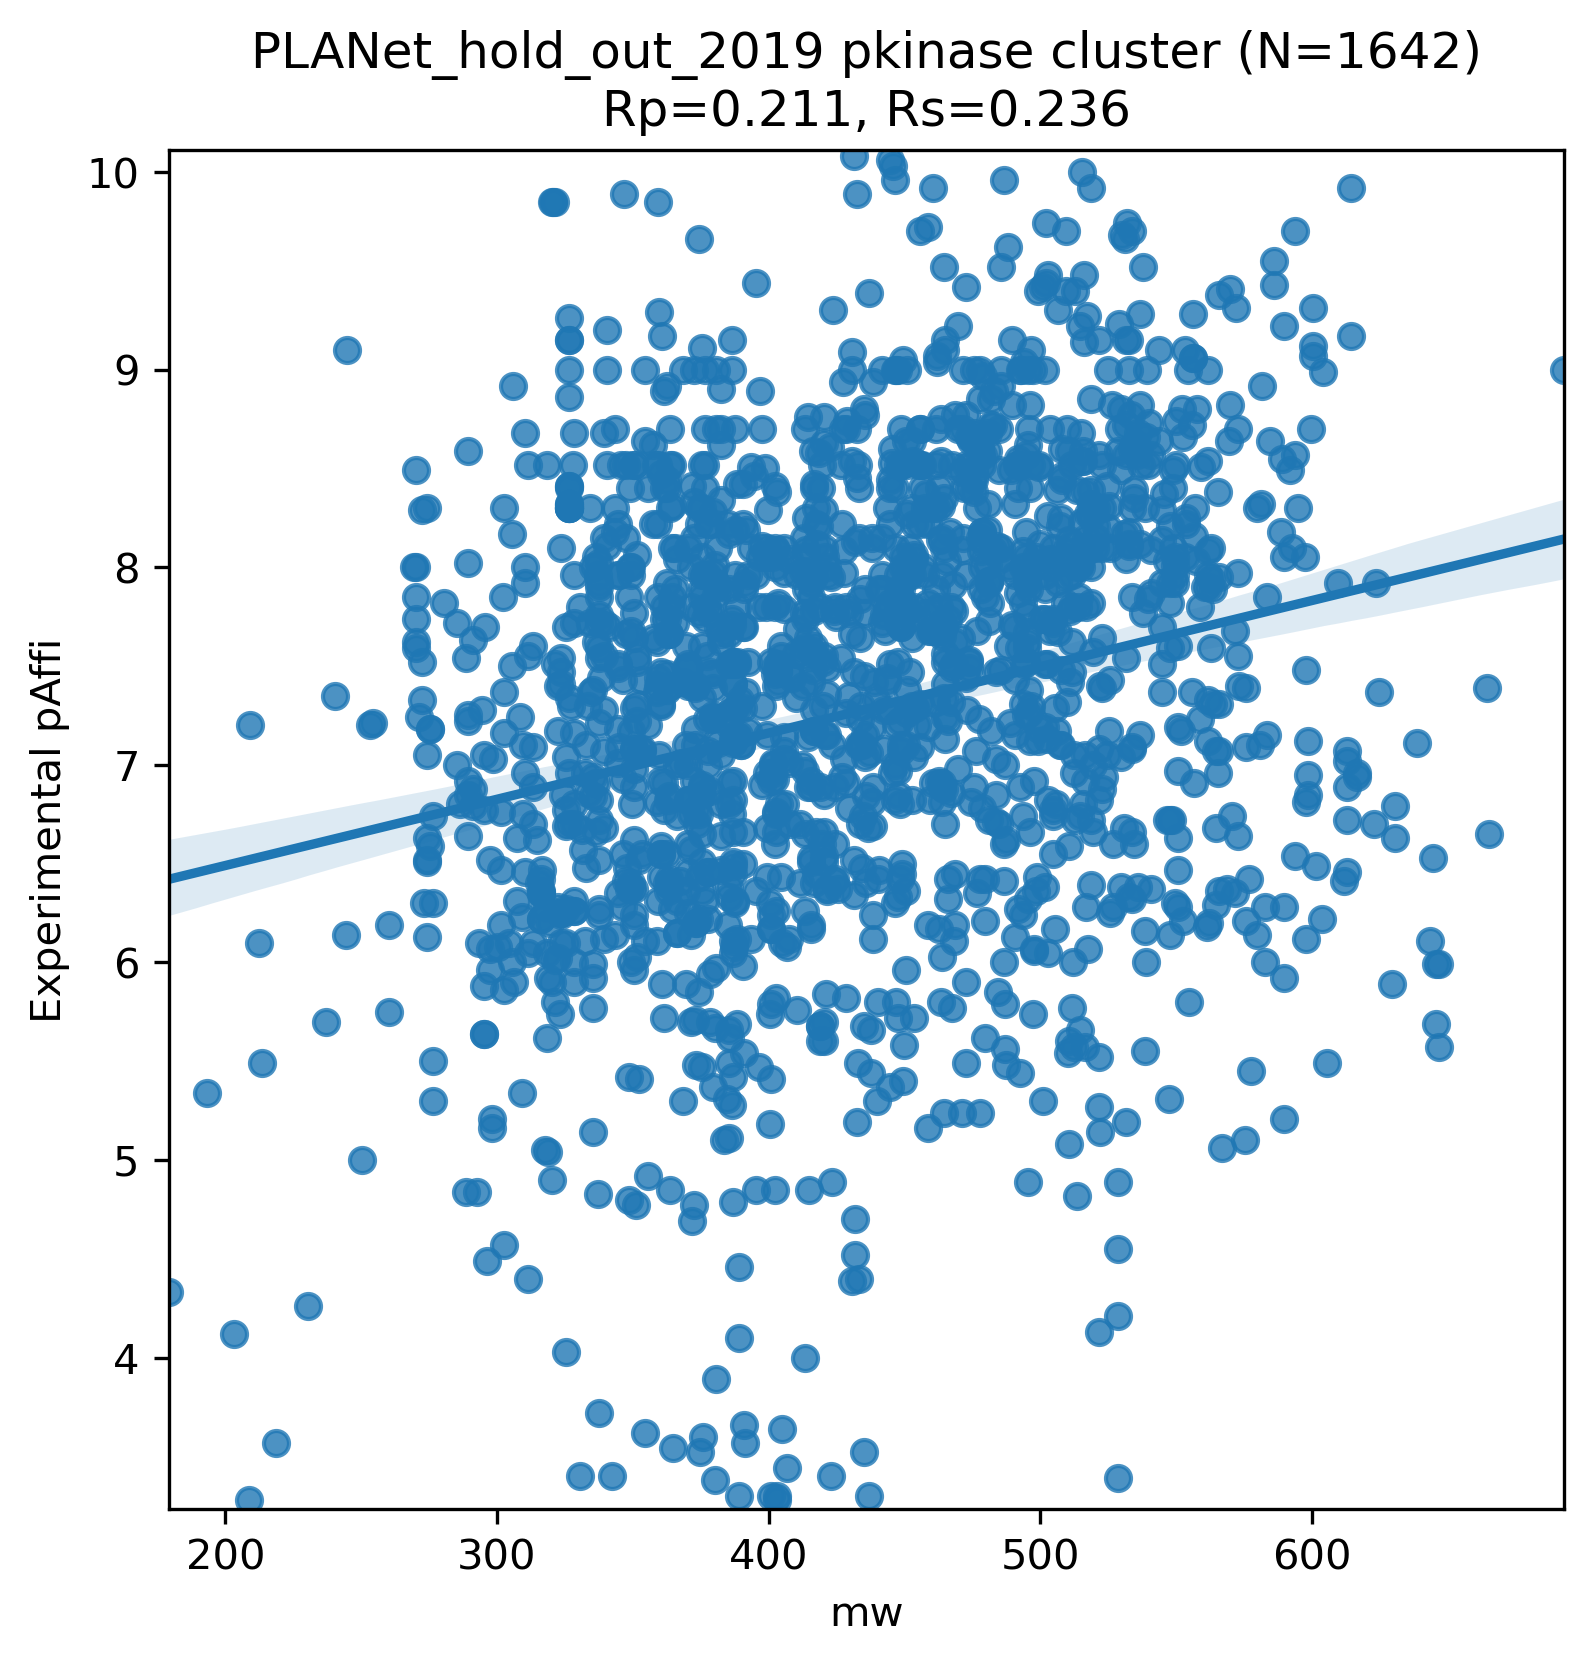 PLANet_hold_out_2019 pkinase cluster (N=1642)
Rp=0.211, Rs=0.236
10
9
8
7
6
5
4
Experimental pAffi
200 300 400 500 600
mw